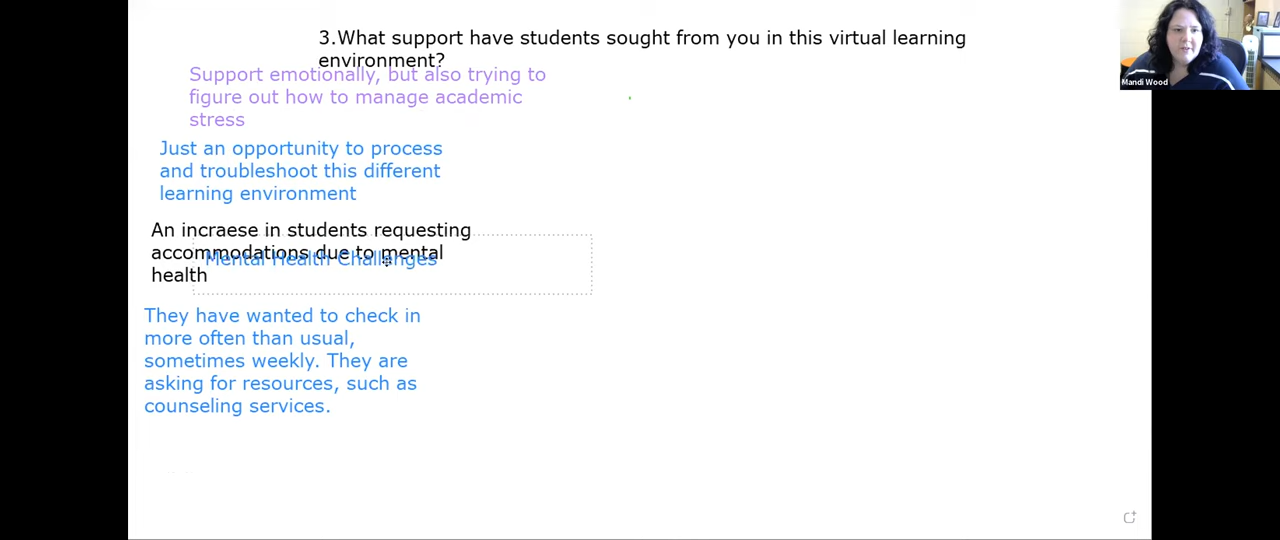 3.What support have students sought from you in this virtual learning
environment?
Support emotionally, but also trying to
figure out how to manage academic
stress
Just an opportunity to process
and troubleshoot this different
learning environment
An incraese in students requesting
accommodations due to mental
health
Mental Health Challenges
They have wanted to check in
more often than usual,
sometimes weekly. They are
asking for resources, such as
counseling services.
Mandi Wood